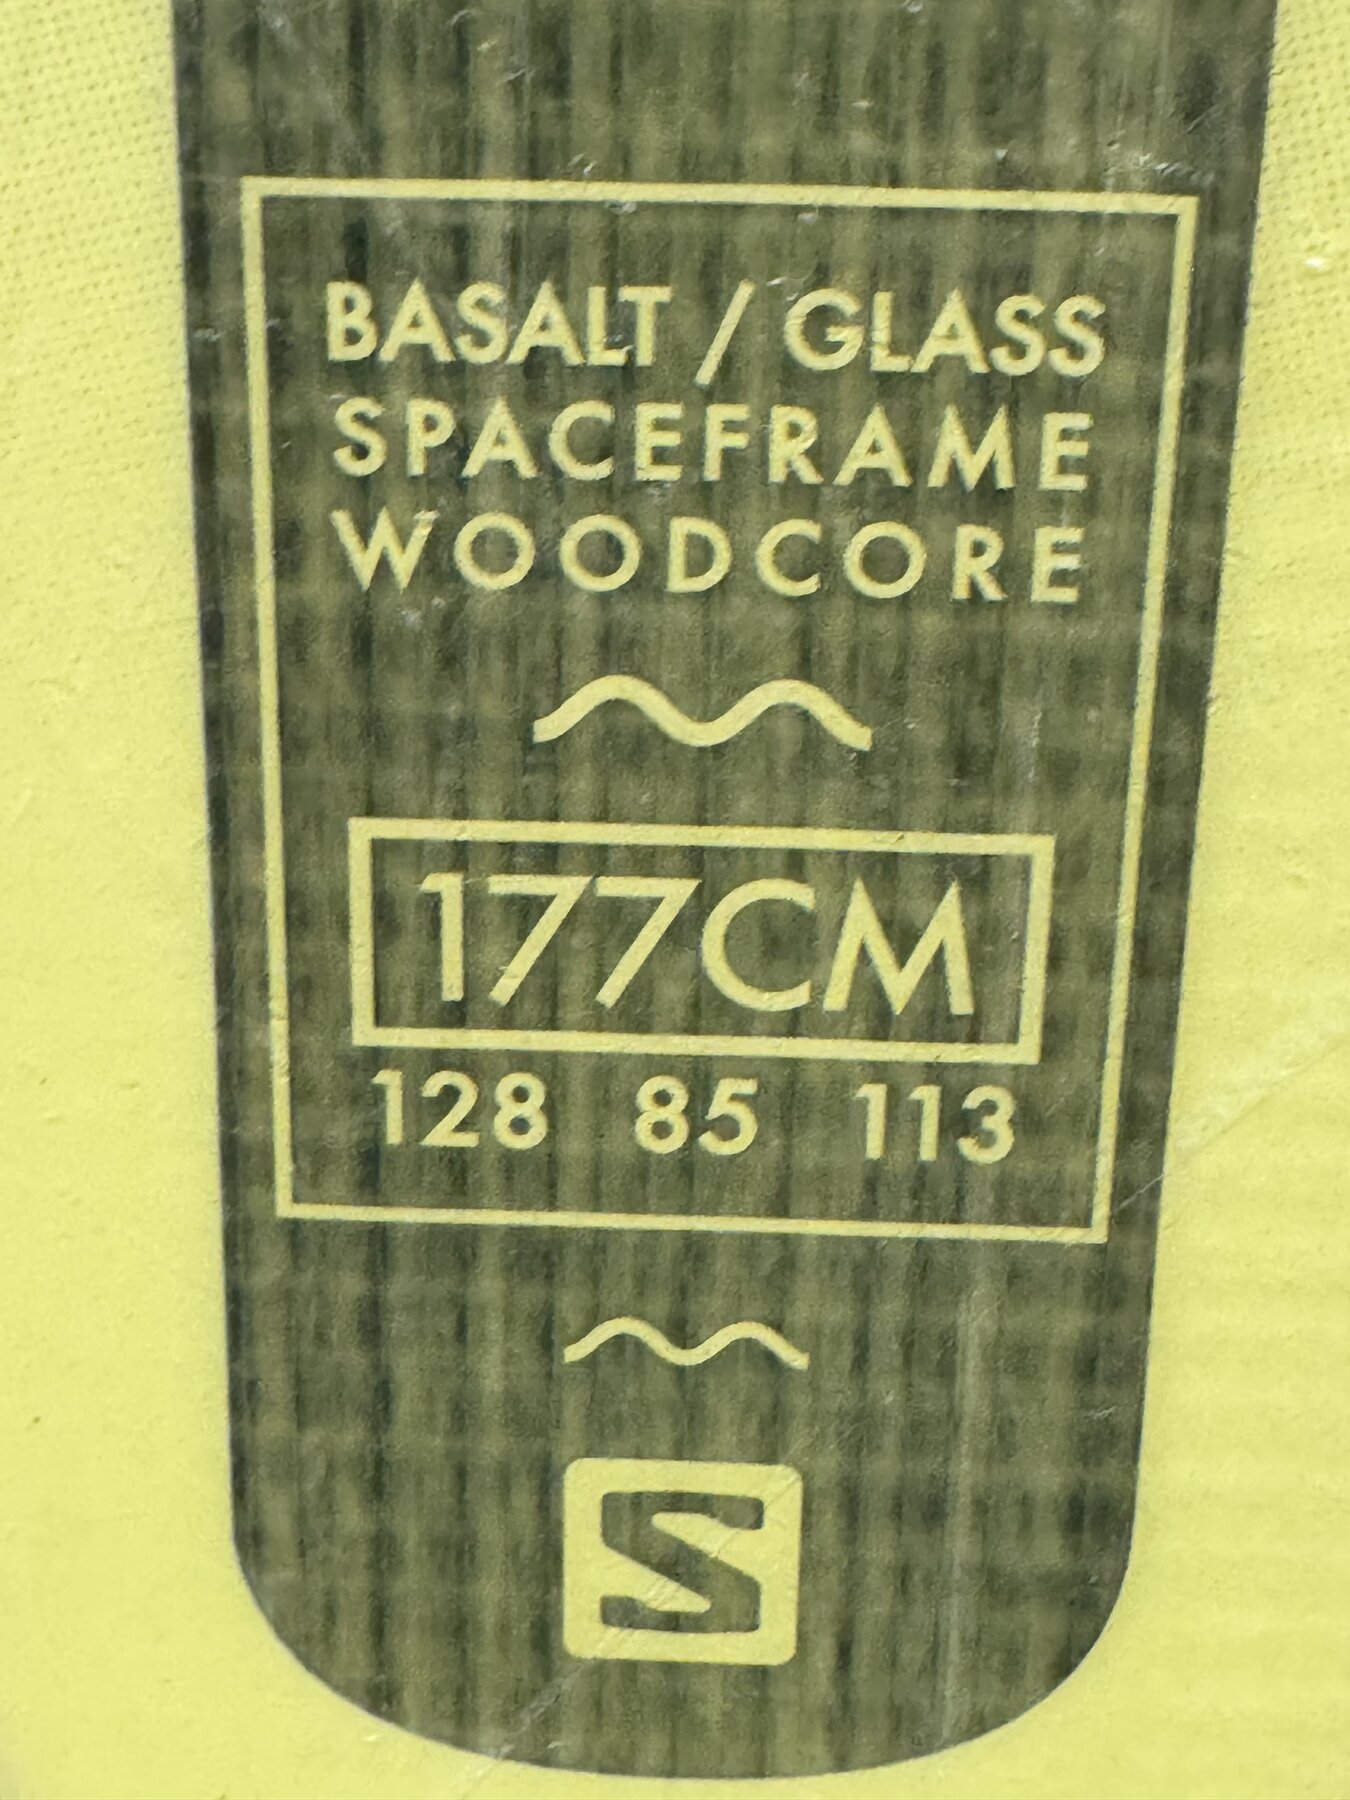 BASALT / GLASS
SPACEFRAME
WOODCORE
177CM
128 85 113
S